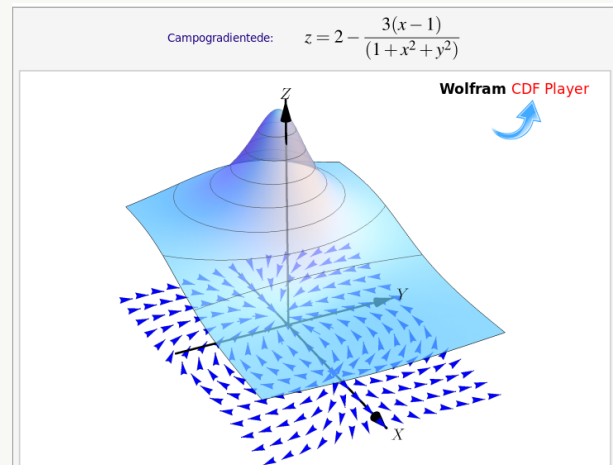 Campogradientede: z = 2 − 3(x − 1) / (1 + x² + y²)
Wolfram CDF Player
Z
Y
X